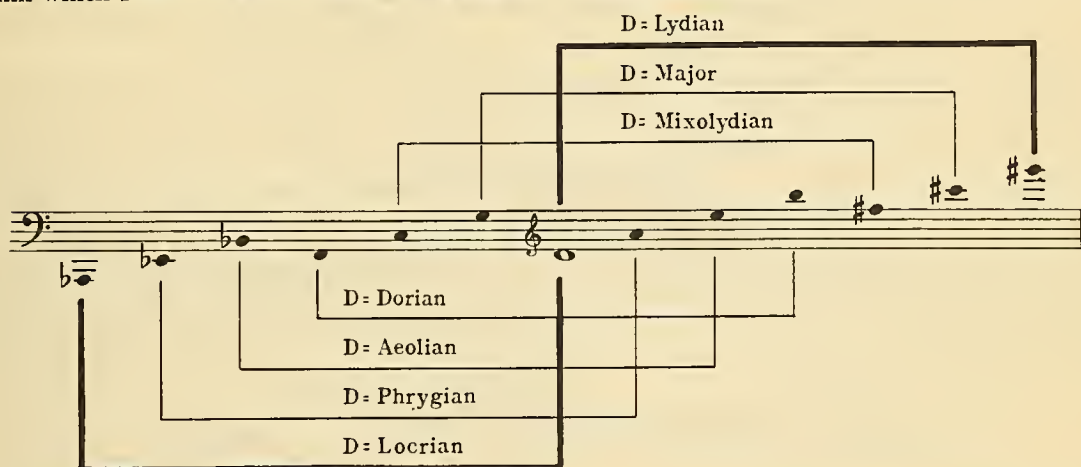 D = Lydian
D = Major
D = Mixolydian
D = Dorian
D = Aeolian
D = Phrygian
D = Locrian